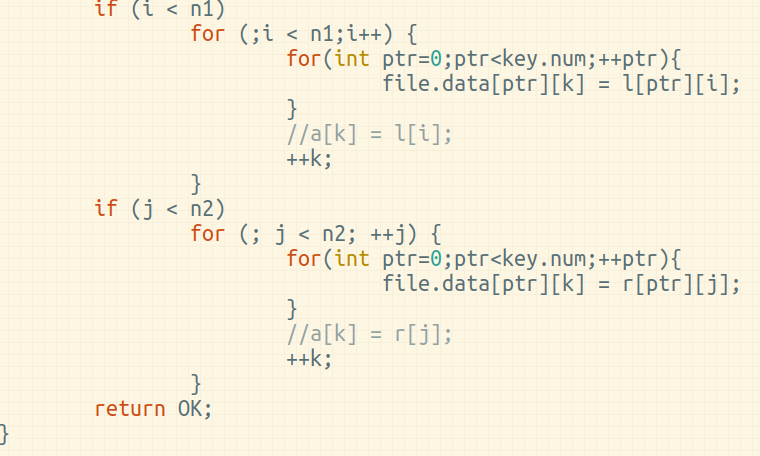 if (i < n1)
for (;i < n1;i++) {
for(int ptr=0;ptr<key.num;++ptr){
file.data[ptr][k] = l[ptr][i];
}
//a[k] = l[i];
++k;
}
if (j < n2)
for (; j < n2; ++j) {
for(int ptr=0;ptr<key.num;++ptr){
file.data[ptr][k] = r[ptr][j];
}
//a[k] = r[j];
++k;
}
return OK;
}